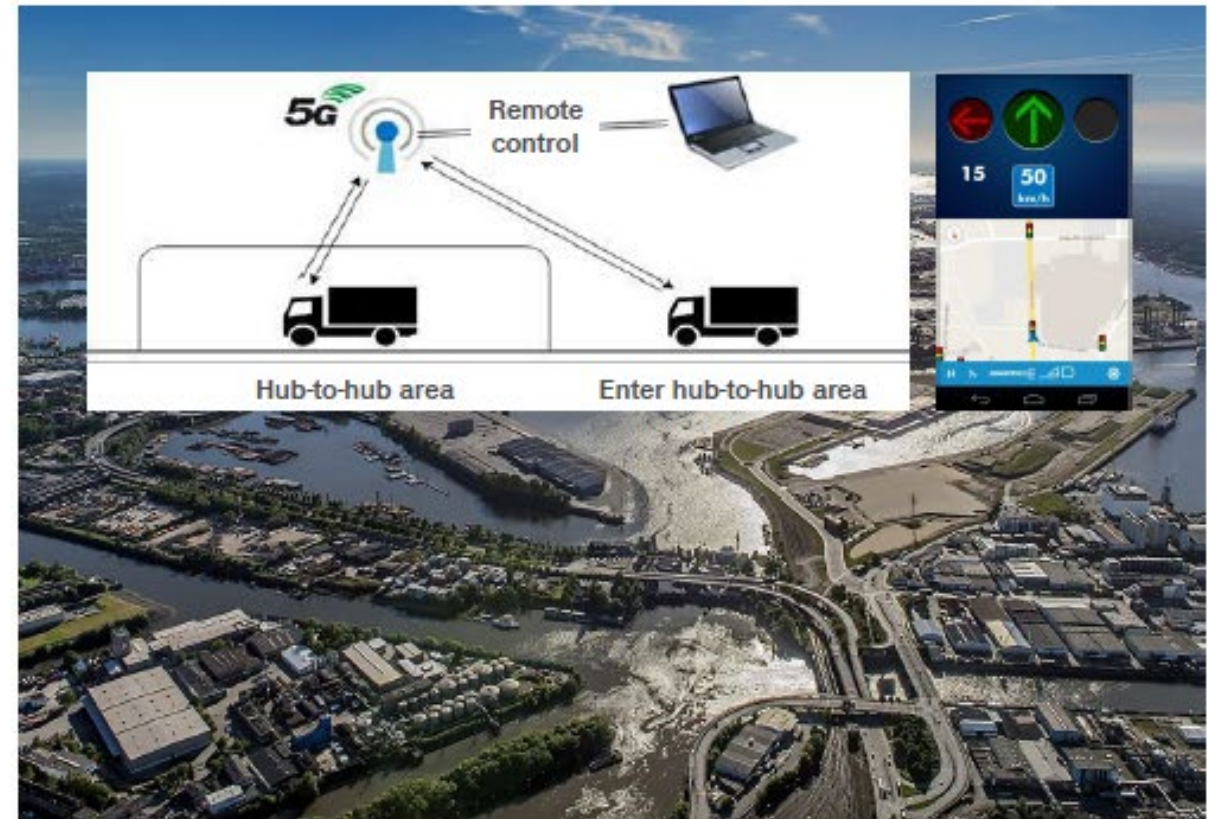 5G
Remote
control
15
50
km/h
Hub-to-hub area
Enter hub-to-hub area